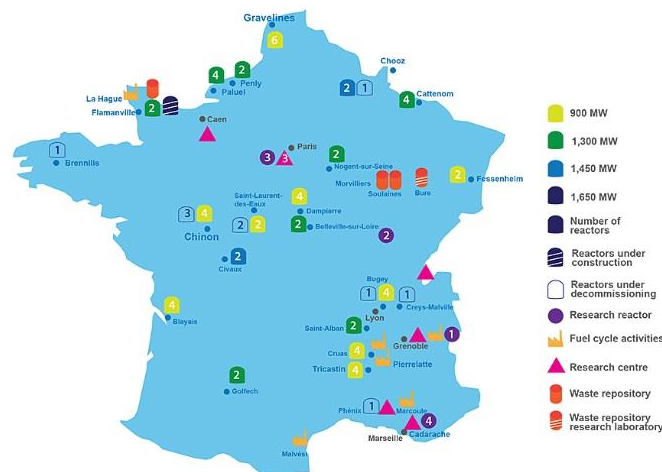 Gravelines
6
Chooz
4
2
Penly
Paluel
2
1
4
Cattenom
La Hague
Flamanville
2
Caen
900 MW
1,300 MW
1,450 MW
1,650 MW
Number of
reactors
Reactors under
construction
Reactors under
decommissioning
Research reactor
Fuel cycle activities
Research centre
Waste repository
Waste repository
research laboratory
1
Brennilis
3
3
Paris
2
Nogent-sur-Seine
Morvilliers
Soulaines
Bure
2
Fessenheim
Saint-Laurent-
des-Eaux
4
Dampierre
3
4
Chinon
2
2
2
Belleville-sur-Loire
2
2
Civaux
Bugey
1
4
1
Creys-Malville
Lyon
4
Blayais
Saint-Alban
2
Grenoble
1
Cruas
4
Pierrelatte
Tricastin
4
2
Golfech
Phénix
1
Marcoule
4
Marseille
Cadarache
Malvési